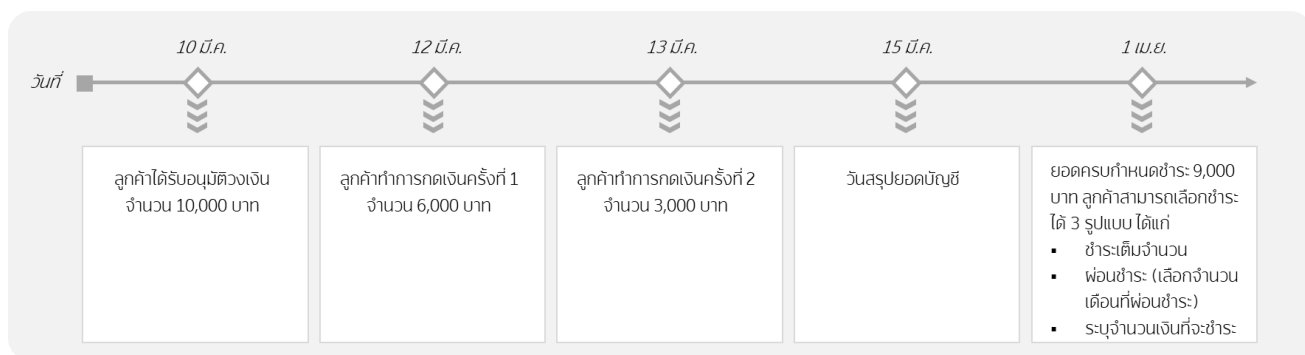 10 มี.ค.
12 มี.ค.
13 มี.ค.
15 มี.ค.
1 เม.ย.
วันที่
ลูกค้าได้รับอนุมัติวงเงิน
จำนวน 10,000 บาท
ลูกค้าทำการกดเงินครั้งที่ 1
จำนวน 6,000 บาท
ลูกค้าทำการกดเงินครั้งที่ 2
จำนวน 3,000 บาท
วันสรุปยอดบัญชี
ยอดครบกำหนดชำระ 9,000
บาท ลูกค้าสามารถเลือกชำระ
ได้ 3 รูปแบบ ได้แก่
▪ ชำระเต็มจำนวน
▪ ผ่อนชำระ (เลือกจำนวน
เดือนที่ผ่อนชำระ)
▪ ระบุจำนวนเงินที่จะชำระ